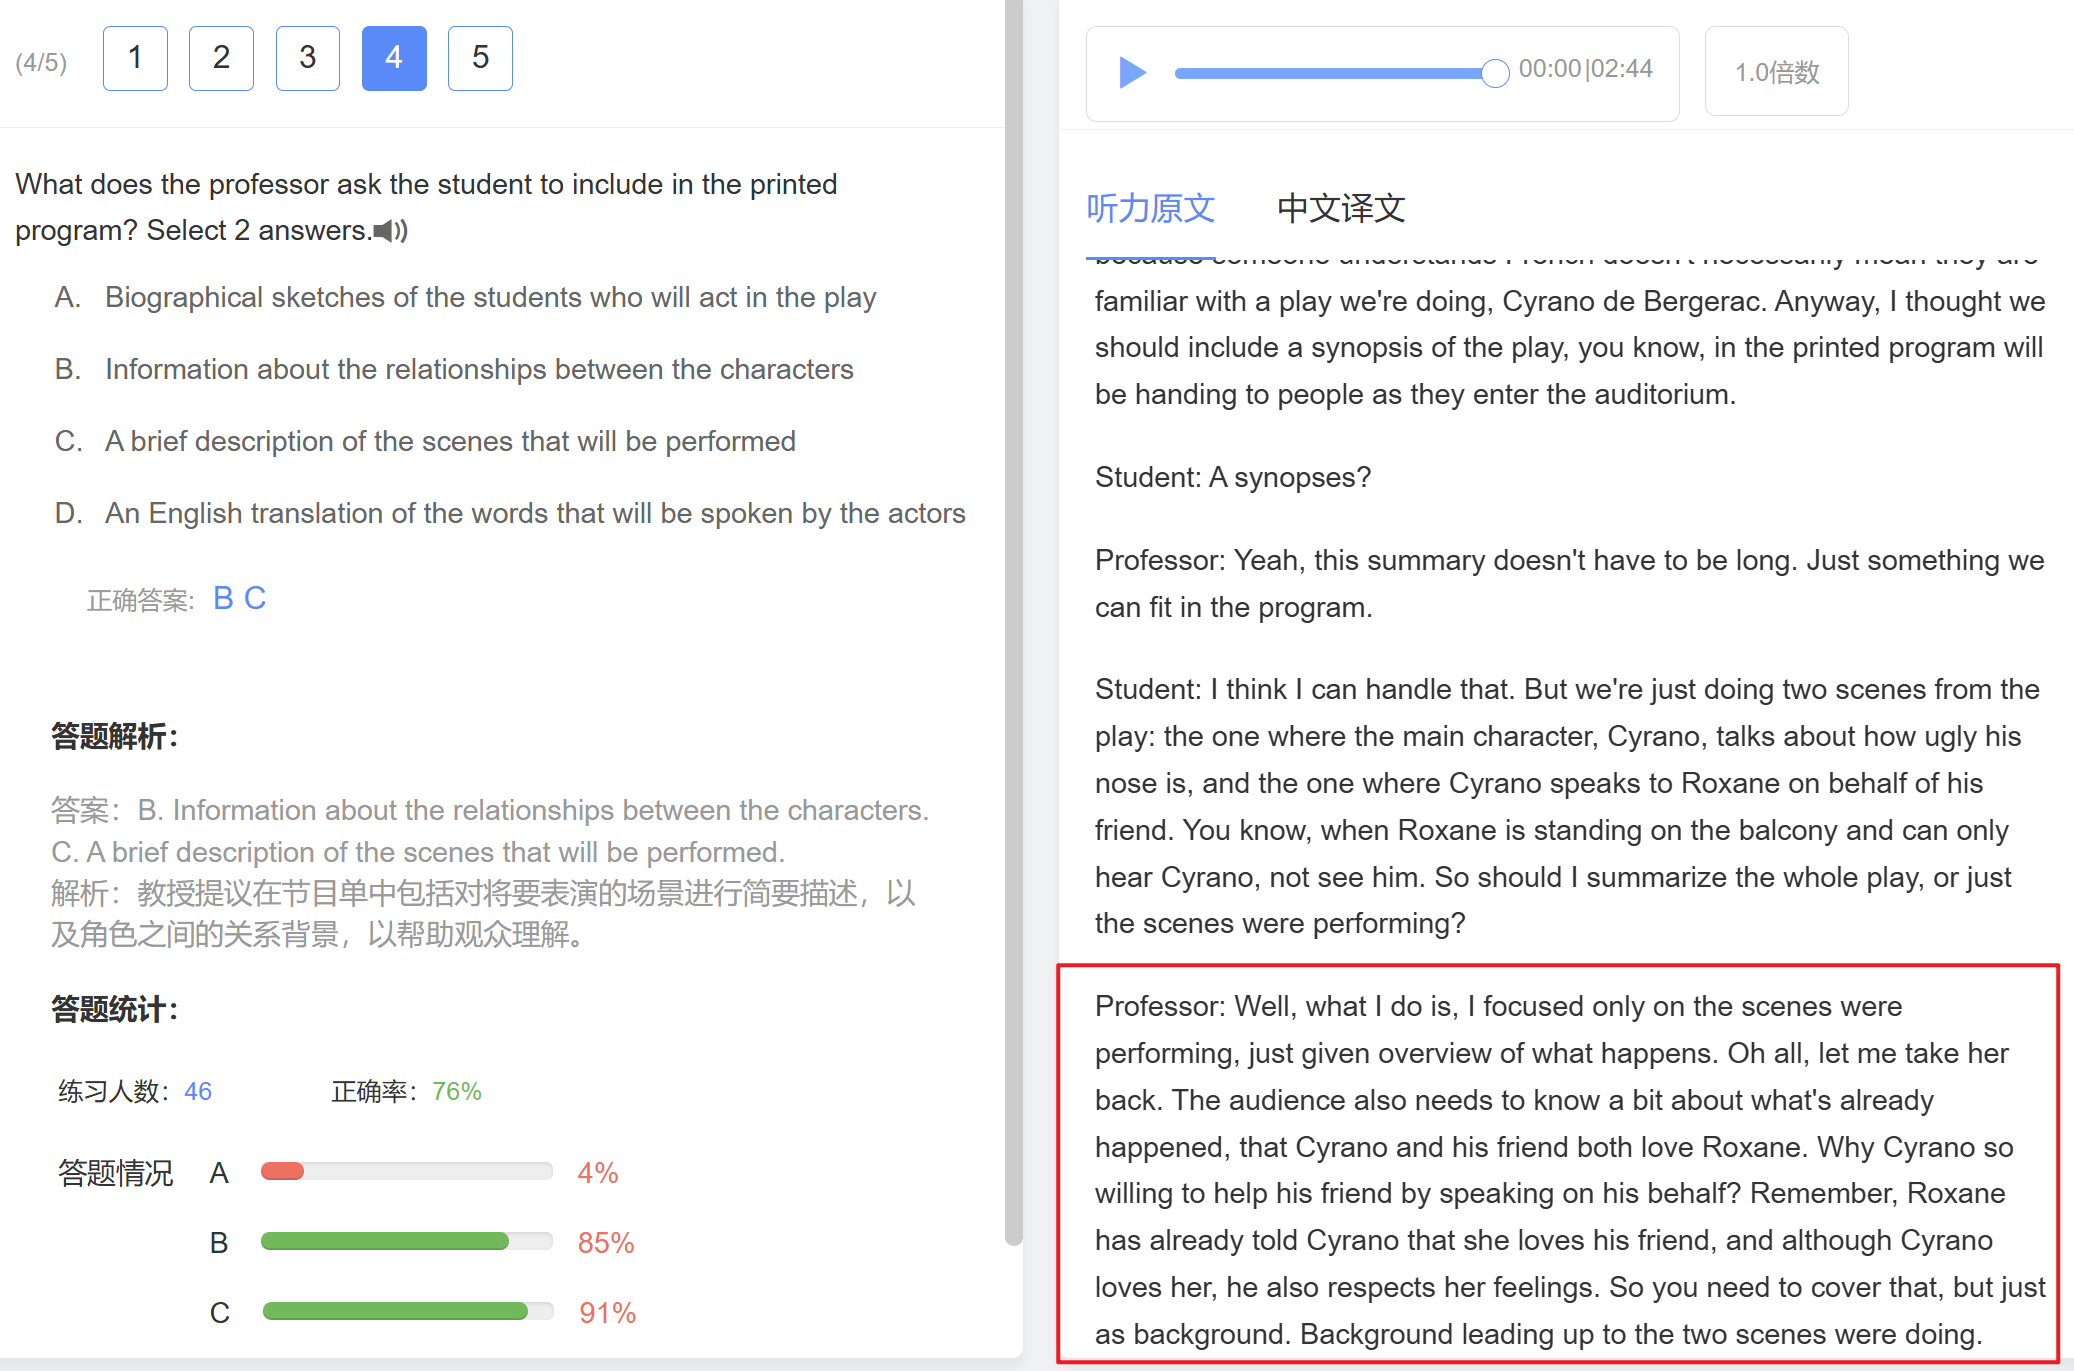 (4/5) 1 2 3 4 5
What does the professor ask the student to include in the printed
program? Select 2 answers.
A. Biographical sketches of the students who will act in the play
B. Information about the relationships between the characters
C. A brief description of the scenes that will be performed
D. An English translation of the words that will be spoken by the actors
正确答案: B C
答题解析：
答案：B. Information about the relationships between the characters.
C. A brief description of the scenes that will be performed.
解析：教授提议在节目单中包括对将要表演的场景进行简要描述，以
及角色之间的关系背景，以帮助观众理解。
答题统计：
练习人数：46 正确率：76%
答题情况 A 4%
B 85%
C 91%
00:00|02:44 1.0倍数
听力原文 中文译文
because someone understands French doesn't necessarily mean they are
familiar with a play we're doing, Cyrano de Bergerac. Anyway, I thought we
should include a synopsis of the play, you know, in the printed program will
be handing to people as they enter the auditorium.
Student: A synopses?
Professor: Yeah, this summary doesn't have to be long. Just something we
can fit in the program.
Student: I think I can handle that. But we're just doing two scenes from the
play: the one where the main character, Cyrano, talks about how ugly his
nose is, and the one where Cyrano speaks to Roxane on behalf of his
friend. You know, when Roxane is standing on the balcony and can only
hear Cyrano, not see him. So should I summarize the whole play, or just
the scenes were performing?
Professor: Well, what I do is, I focused only on the scenes were
performing, just given overview of what happens. Oh all, let me take her
back. The audience also needs to know a bit about what's already
happened, that Cyrano and his friend both love Roxane. Why Cyrano so
willing to help his friend by speaking on his behalf? Remember, Roxane
has already told Cyrano that she loves his friend, and although Cyrano
loves her, he also respects her feelings. So you need to cover that, but just
as background. Background leading up to the two scenes were doing.